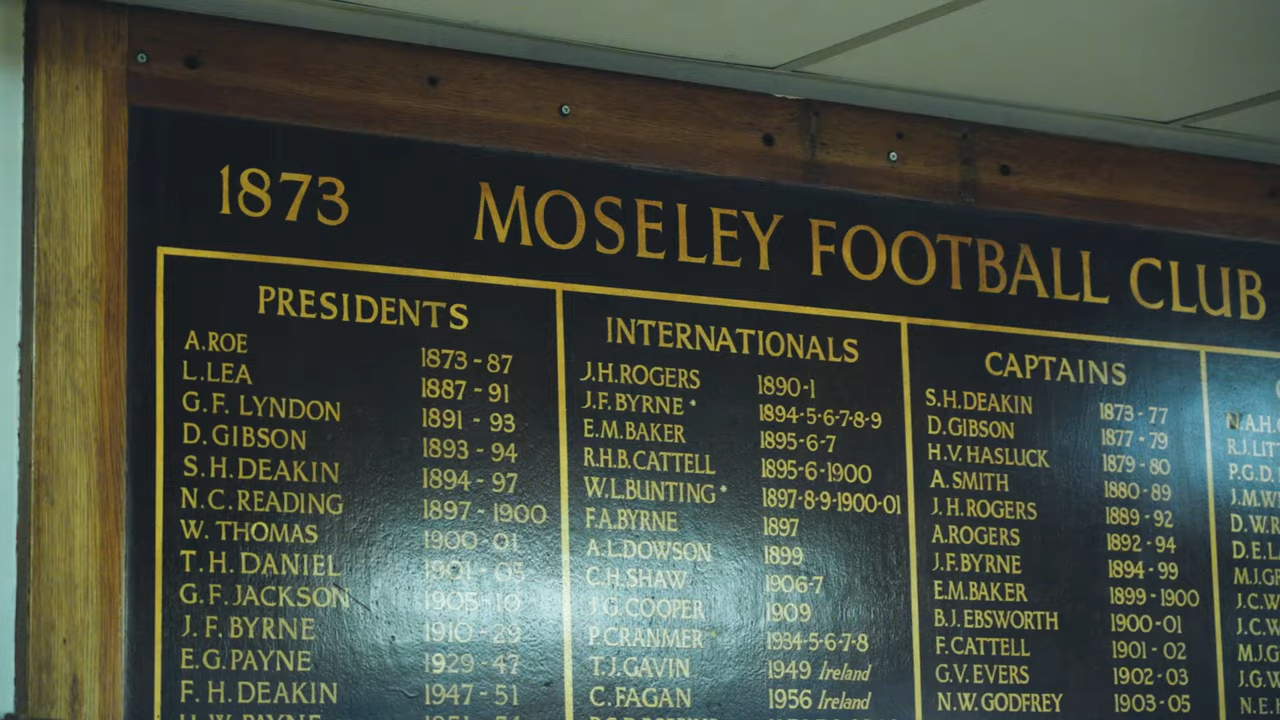 1873 MOSELEY FOOTBALL CLUB
PRESIDENTS
A.ROE 1873-87
L.LEA 1887-91
G.F. LYNDON 1891-93
D.GIBSON 1893-94
S.H.DEAKIN 1894-97
N.C.READING 1897-1900
W.THOMAS 1900-01
T.H.DANIEL 1901-05
G.F.JACKSON 1905-10
J.F.BYRNE 1910-29
E.G.PAYNE 1929-47
F.H.DEAKIN 1947-51
INTERNATIONALS
J.H.ROGERS 1890-1
J.F.BYRNE * 1894-5-6-7-8-9
E.M.BAKER 1895-6-7
R.H.B.CATTELL 1895-6-1900
W.L.BUNTING * 1897-8-9-1900-01
F.A.BYRNE 1897
A.L.DOWSON 1899
C.H.SHAW 1906-7
J.G.COOPER 1909
P.CRANMER * 1934-5-6-7-8
T.J.GAVIN 1949 Ireland
C.FAGAN 1956 Ireland
CAPTAINS
S.H.DEAKIN 1873-77
D.GIBSON 1877-79
H.V.HASLUCK 1879-80
A.SMITH 1880-89
J.H.ROGERS 1889-92
A.ROGERS 1892-94
J.F.BYRNE 1894-99
E.M.BAKER 1899-1900
B.J.EBSWORTH 1900-01
F.CATTELL 1901-02
G.V.EVERS 1902-03
N.W.GODFREY 1903-05